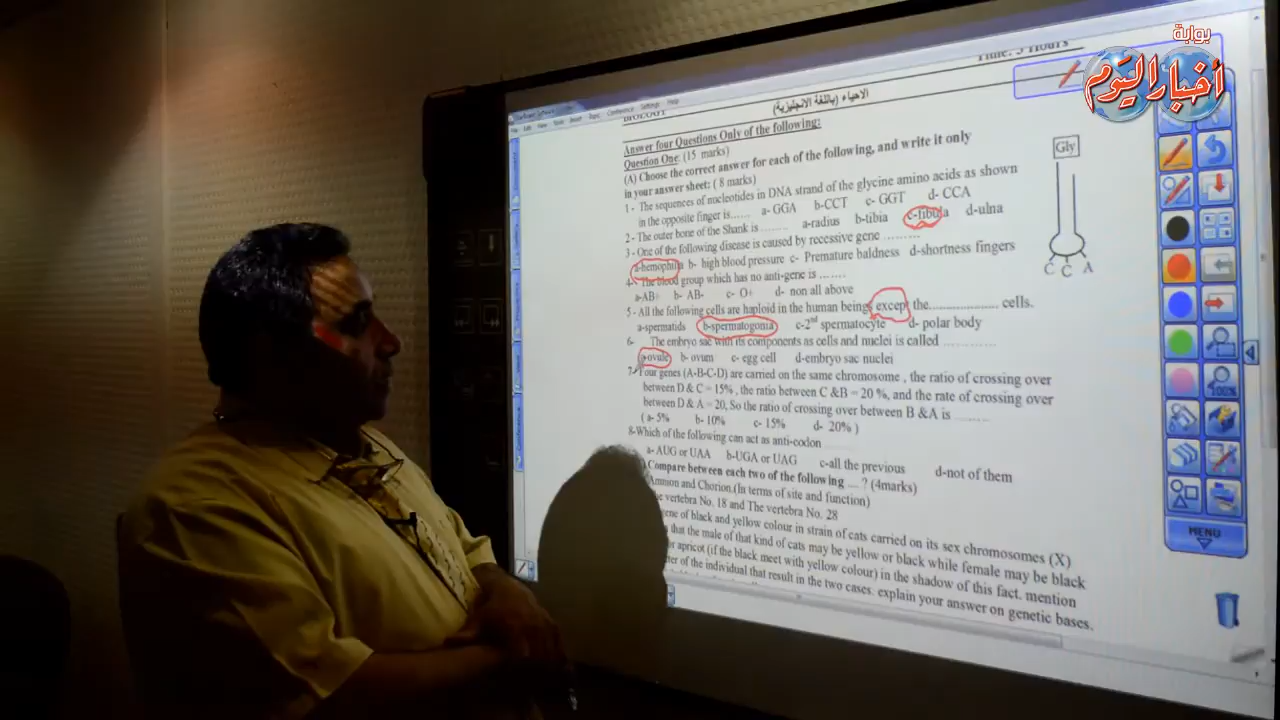 بوابة
أخبار اليوم
Time: 3 Hours
BIOLOGY
الاحياء (باللغة الانجليزية)
Answer four Questions Only of the following:
Question One: (15 marks)
(A) Choose the correct answer for each of the following, and write it only
in your answer sheet: ( 8 marks)
1 - The sequences of nucleotides in DNA strand of the glycine amino acids as shown
in the opposite finger is...... a- GGA b-CCT c- GGT d- CCA
2 - The outer bone of the Shank is ........ a-radius b-tibia c-fibula d-ulna
3 - One of the following disease is caused by recessive gene ..........
a-hemophilia b- high blood pressure c- Premature baldness d-shortness fingers
4- The blood group which has no anti-gene is .......
a-AB+ b- AB- c- O+ d- non all above
5 - All the following cells are haploid in the human beings except the.................. cells.
a-spermatids b-spermatogonia c-2nd spermatocyte d- polar body
6- The embryo sac with its components as cells and nuclei is called ............
a-ovule b- ovum c- egg cell d-embryo sac nuclei
7- Four genes (A-B-C-D) are carried on the same chromosome , the ratio of crossing over
between D & C = 15%, the ratio between C &B = 20 %, and the rate of crossing over
between D & A = 20, So the ratio of crossing over between B &A is ........
( a- 5% b- 10% c- 15% d- 20% )
8-Which of the following can act as anti-codon
a- AUG or UAA b-UGA or UAG c-all the previous d-not of them
) Compare between each two of the following .... ? (4marks)
Amnion and Chorion.(In terms of site and function)
vertebra No. 18 and The vertebra No. 28
gene of black and yellow colour in strain of cats carried on its sex chromosomes (X)
that the male of that kind of cats may be yellow or black while female may be black
or apricot (if the black meet with yellow colour) in the shadow of this fact. mention
of the individual that result in the two cases. explain your answer on genetic bases.
Gly
C C A
100%
MENU